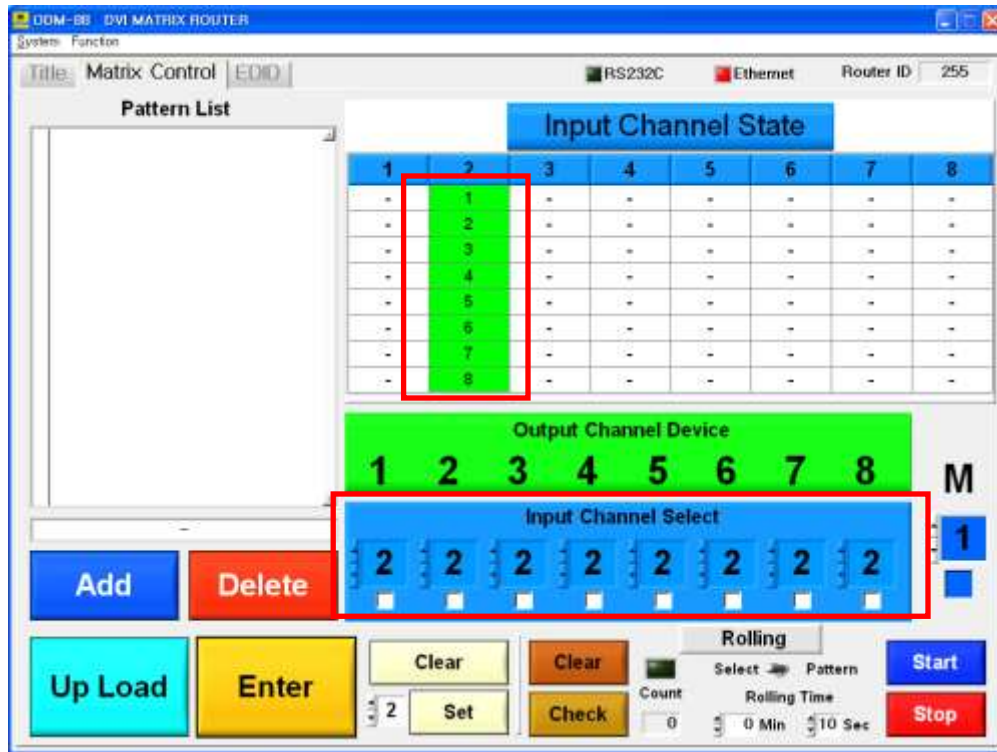 ODM-88 DVI MATRIX ROUTER
System Function
Title Matrix Control EDID RS232C Ethernet Router ID 255
Pattern List
Input Channel State
1 2 3 4 5 6 7 8
- 1 - - - - - -
- 2 - - - - - -
- 3 - - - - - -
- 4 - - - - - -
- 5 - - - - - -
- 6 - - - - - -
- 7 - - - - - -
- 8 - - - - - -
Output Channel Device
1 2 3 4 5 6 7 8 M
Input Channel Select
-
2 2 2 2 2 2 2 2 1
Add Delete
Up Load Enter
Clear
2 Set
Clear
Check
Count
0
Rolling
Select Pattern
Rolling Time
0 Min 10 Sec
Start
Stop